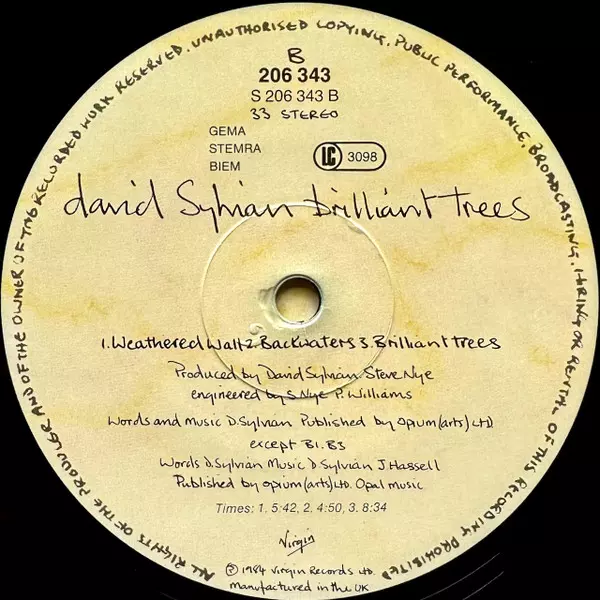 B
206 343
S 206 343 B
33 STEREO
GEMA
STEMRA
BIEM
LC 3098
david Sylvian brilliant trees
1. Weathered Wall 2. Backwaters 3. Brilliant trees
Produced by David Sylvian. Steve Nye
engineered by S. Nye P. Williams
Words and Music D. Sylvian Published by Opium (arts) LTD.
except B1. B3
Words D. Sylvian Music D. Sylvian J. Hassell
Published by opium (arts) LTD. Opal music
Times: 1. 5:42, 2. 4:50, 3. 8:34
Virgin
℗ 1984 Virgin Records LTD.
manufactured in the UK
ALL RIGHTS OF THE PRODUCER AND OF THE OWNER OF THE RECORDED WORK RESERVED. UNAUTHORISED COPYING, PUBLIC PERFORMANCE, BROADCASTING, HIRING OR RENTAL OF THIS RECORDING PROHIBITED